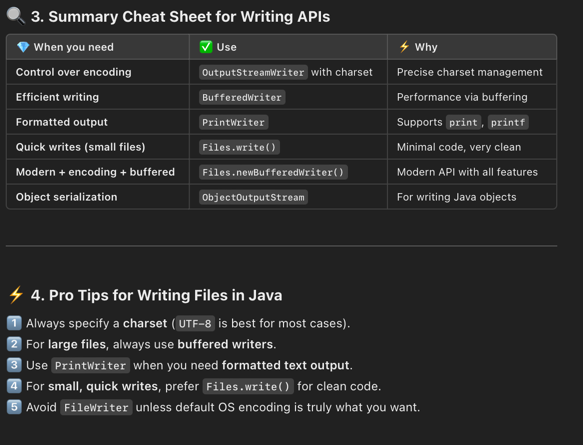 🔍 3. Summary Cheat Sheet for Writing APIs
💎 When you need ✅ Use ⚡ Why
Control over encoding OutputStreamWriter with charset Precise charset management
Efficient writing BufferedWriter Performance via buffering
Formatted output PrintWriter Supports print, printf
Quick writes (small files) Files.write() Minimal code, very clean
Modern + encoding + buffered Files.newBufferedWriter() Modern API with all features
Object serialization ObjectOutputStream For writing Java objects
⚡ 4. Pro Tips for Writing Files in Java
1️⃣ Always specify a charset (UTF-8 is best for most cases).
2️⃣ For large files, always use buffered writers.
3️⃣ Use PrintWriter when you need formatted text output.
4️⃣ For small, quick writes, prefer Files.write() for clean code.
5️⃣ Avoid FileWriter unless default OS encoding is truly what you want.